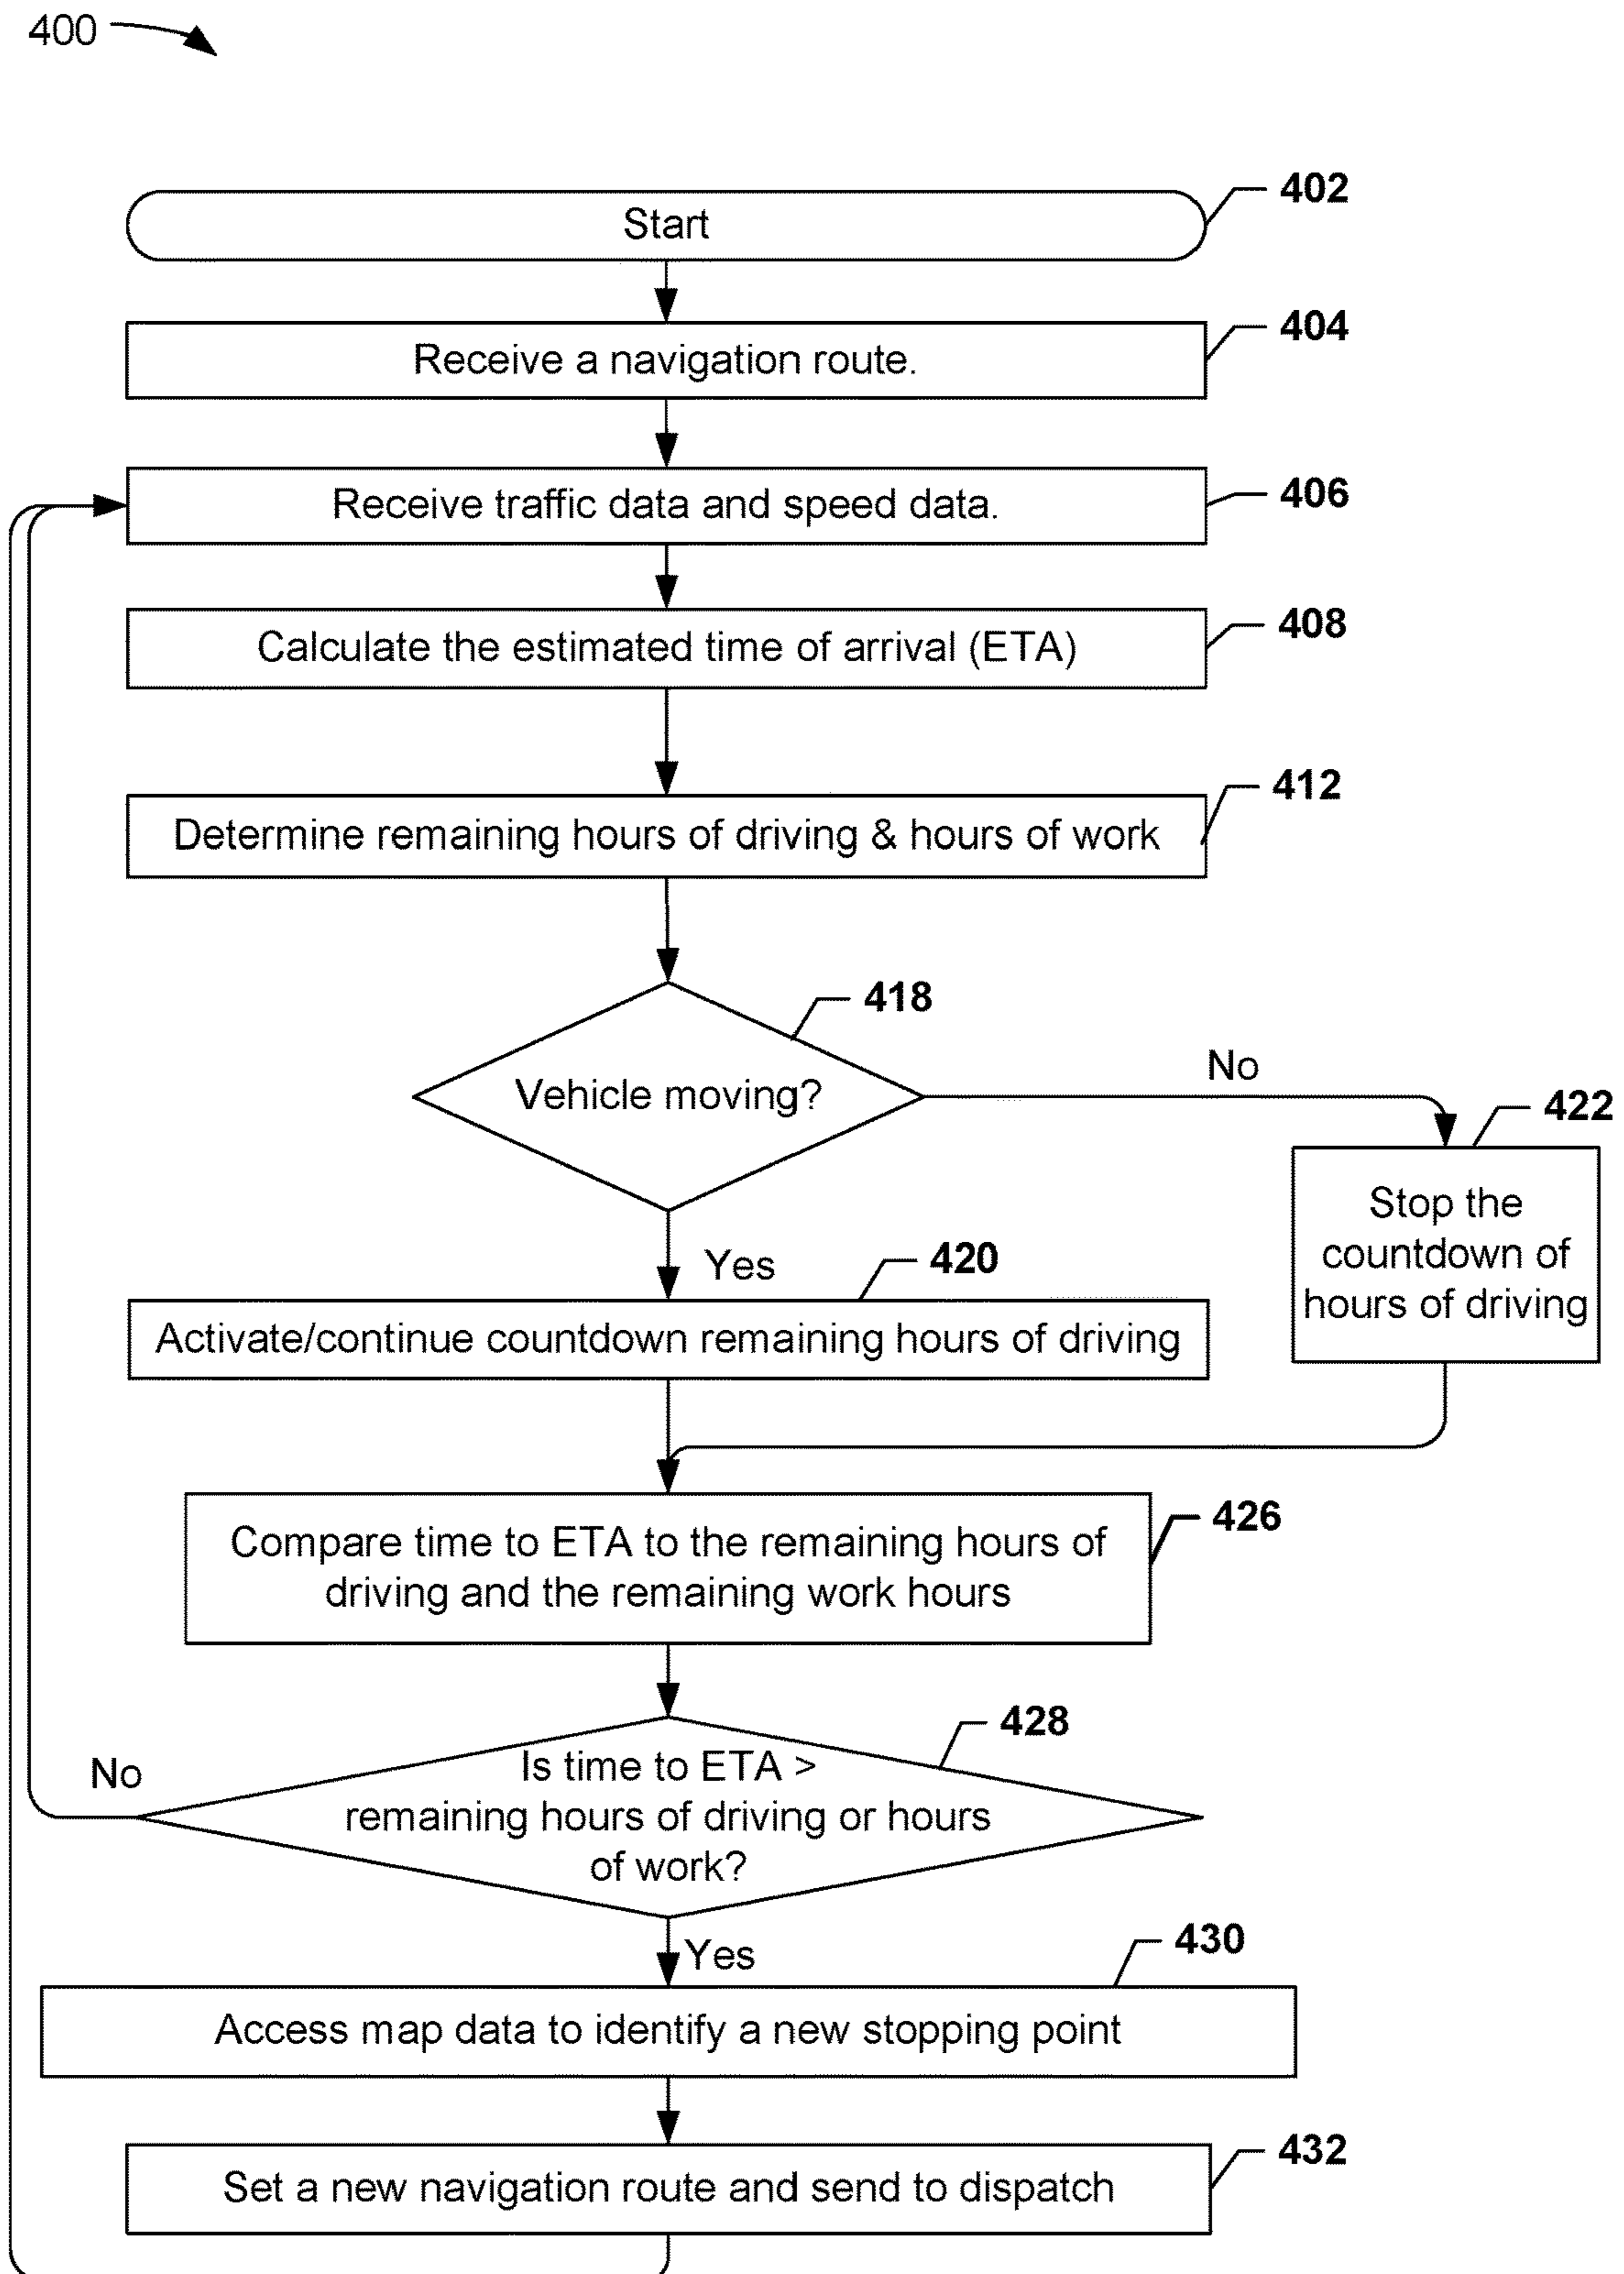 400
402
Start
404
Receive a navigation route.
406
Receive traffic data and speed data.
408
Calculate the estimated time of arrival (ETA)
412
Determine remaining hours of driving & hours of work
418
Vehicle moving?
No
422
Stop the
countdown of
hours of driving
Yes
420
Activate/continue countdown remaining hours of driving
426
Compare time to ETA to the remaining hours of
driving and the remaining work hours
428
No
Is time to ETA >
remaining hours of driving or hours
of work?
Yes
430
Access map data to identify a new stopping point
432
Set a new navigation route and send to dispatch